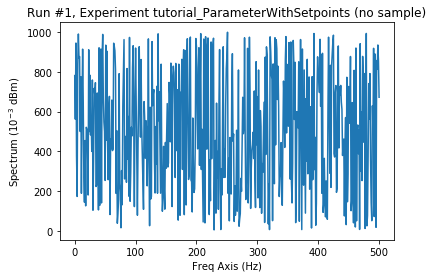 Run #1, Experiment tutorial_ParameterWithSetpoints (no sample)
1000
800
600
400
200
0
Spectrum (10⁻³ dBm)
0 100 200 300 400 500
Freq Axis (Hz)